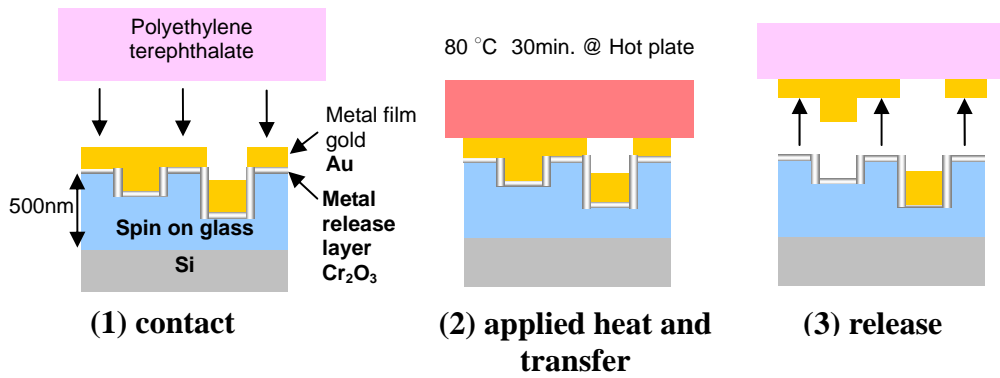 Polyethylene
terephthalate
Metal film
gold
Au
500nm
Metal
release
layer
Cr₂O₃
Spin on glass
Si
(1) contact
80 °C 30min. @ Hot plate
(2) applied heat and
transfer
(3) release